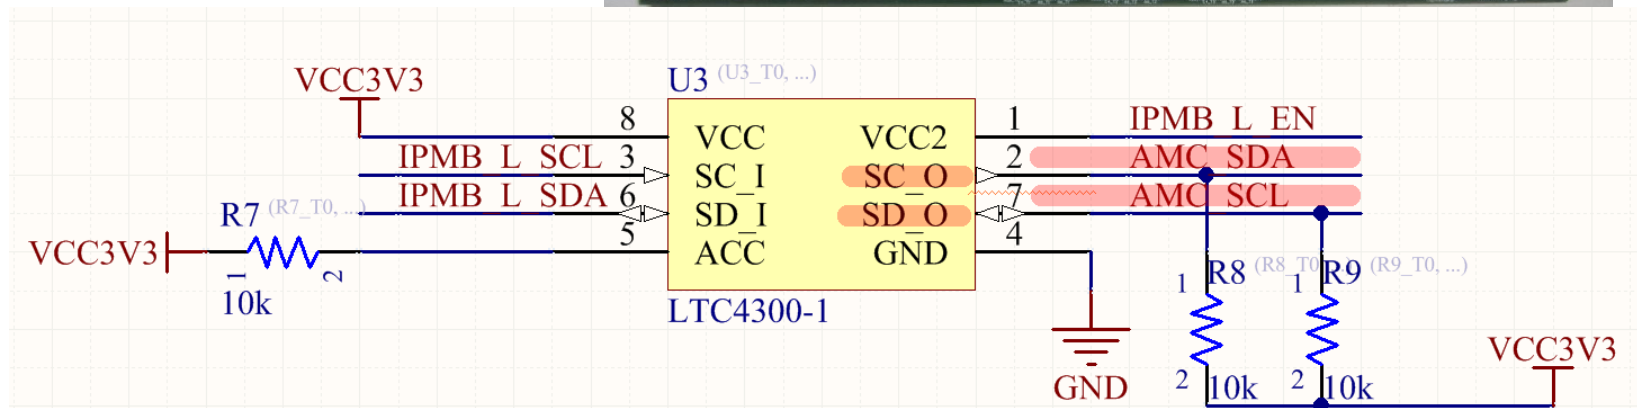 VCC3V3
U3 (U3_T0, ...)
8 VCC VCC2 1 IPMB_L_EN
IPMB_L_SCL 3 SC_I SC_O 2 AMC_SDA
IPMB_L_SDA 6 SD_I SD_O 7 AMC_SCL
R7 (R7_T0, ...)
VCC3V3 1 2 5 ACC GND 4
10k
LTC4300-1
1 R8 (R8_T0, ...) 1 R9 (R9_T0, ...)
VCC3V3
GND 2 10k 2 10k